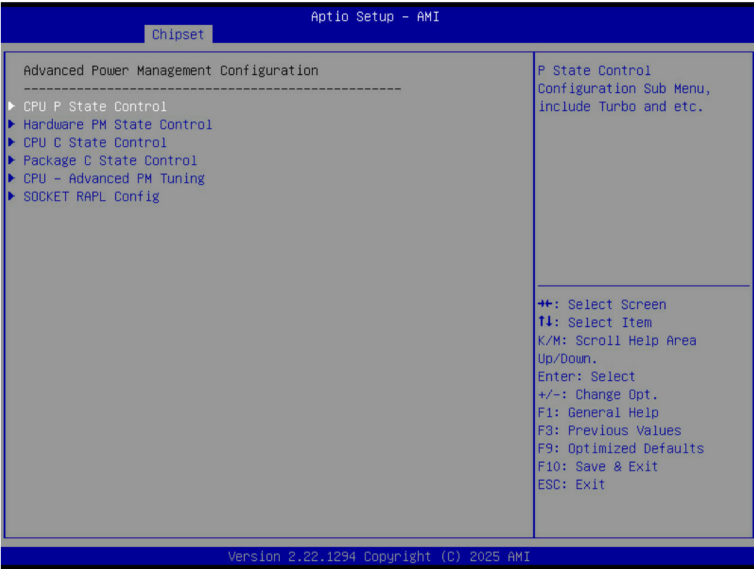 Aptio Setup – AMI
Chipset
Advanced Power Management Configuration
--------------------------------------------------
CPU P State Control
Hardware PM State Control
CPU C State Control
Package C State Control
CPU – Advanced PM Tuning
SOCKET RAPL Config
P State Control
Configuration Sub Menu,
include Turbo and etc.
→←: Select Screen
↑↓: Select Item
K/M: Scroll Help Area
Up/Down.
Enter: Select
+/-: Change Opt.
F1: General Help
F3: Previous Values
F9: Optimized Defaults
F10: Save & Exit
ESC: Exit
Version 2.22.1294 Copyright (C) 2025 AMI